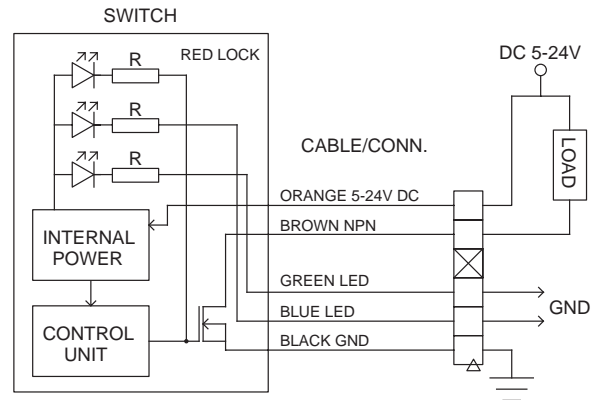 SWITCH
RED LOCK
R
R
R
DC 5-24V
LOAD
CABLE/CONN.
ORANGE 5-24V DC
BROWN NPN
INTERNAL
POWER
GREEN LED
BLUE LED
GND
CONTROL
UNIT
BLACK GND